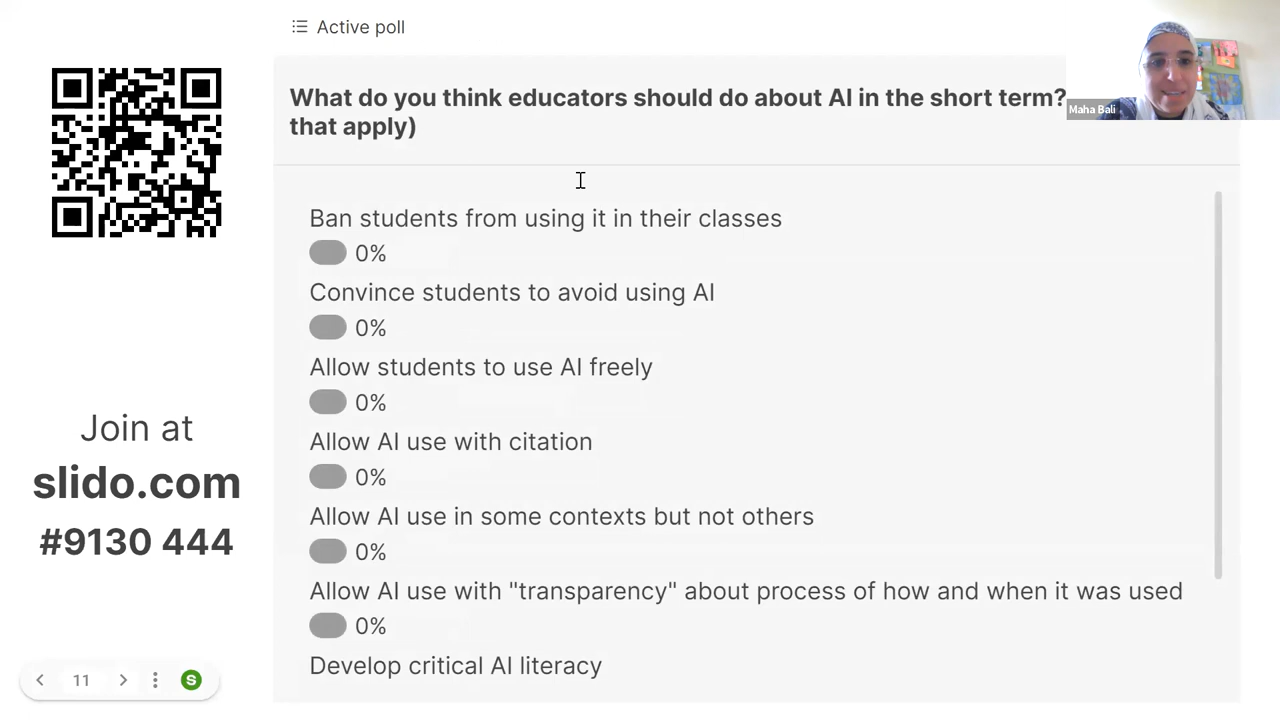 Active poll
What do you think educators should do about AI in the short term?
that apply)
Maha Bali
Ban students from using it in their classes
0%
Convince students to avoid using AI
0%
Allow students to use AI freely
0%
Allow AI use with citation
0%
Allow AI use in some contexts but not others
0%
Allow AI use with "transparency" about process of how and when it was used
0%
Develop critical AI literacy
Join at
slido.com
#9130 444
11
S